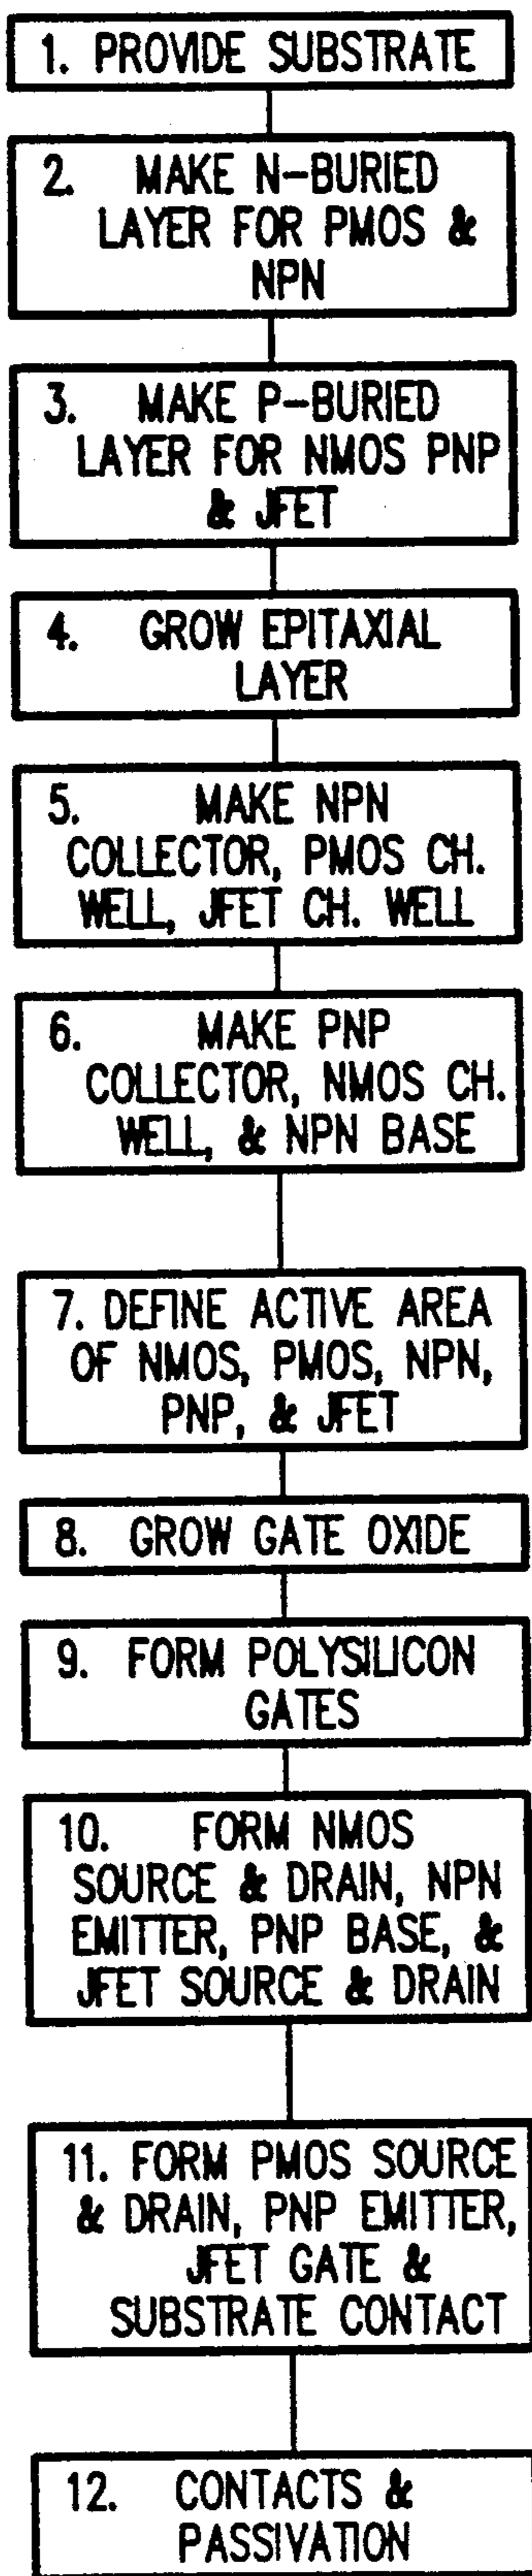 1. PROVIDE SUBSTRATE
2. MAKE N-BURIED
LAYER FOR PMOS &
NPN
3. MAKE P-BURIED
LAYER FOR NMOS PNP
& JFET
4. GROW EPITAXIAL
LAYER
5. MAKE NPN
COLLECTOR, PMOS CH.
WELL, JFET CH. WELL
6. MAKE PNP
COLLECTOR, NMOS CH.
WELL, & NPN BASE
7. DEFINE ACTIVE AREA
OF NMOS, PMOS, NPN,
PNP, & JFET
8. GROW GATE OXIDE
9. FORM POLYSILICON
GATES
10. FORM NMOS
SOURCE & DRAIN, NPN
EMITTER, PNP BASE, &
JFET SOURCE & DRAIN
11. FORM PMOS SOURCE
& DRAIN, PNP EMITTER,
JFET GATE &
SUBSTRATE CONTACT
12. CONTACTS &
PASSIVATION